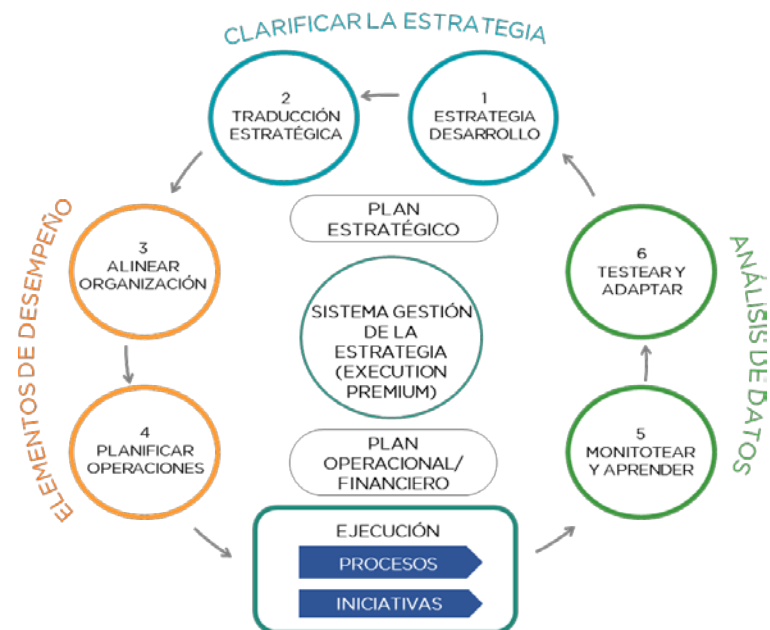 CLARIFICAR LA ESTRATEGIA
1
ESTRATEGIA
DESARROLLO
2
TRADUCCIÓN
ESTRATÉGICA
ELEMENTOS DE DESEMPEÑO
3
ALINEAR
ORGANIZACIÓN
4
PLANIFICAR
OPERACIONES
PLAN
ESTRATÉGICO
SISTEMA GESTIÓN
DE LA
ESTRATEGIA
(EXECUTION
PREMIUM)
PLAN
OPERACIONAL/
FINANCIERO
EJECUCIÓN
PROCESOS
INICIATIVAS
5
MONITOTEAR
Y APRENDER
6
TESTEAR Y
ADAPTAR
ANÁLISIS DE DATOS